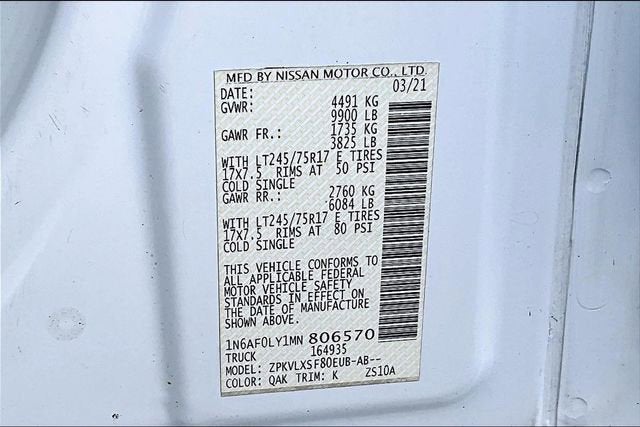 MFD BY NISSAN MOTOR CO., LTD.
DATE: 03/21
GVWR: 4491 KG
9900 LB
GAWR FR.: 1735 KG
3825 LB
WITH LT245/75R17 E TIRES
17X7.5 RIMS AT 50 PSI
COLD SINGLE
GAWR RR.: 2760 KG
6084 LB
WITH LT245/75R17 E TIRES
17X7.5 RIMS AT 80 PSI
COLD SINGLE
THIS VEHICLE CONFORMS TO
ALL APPLICABLE FEDERAL
MOTOR VEHICLE SAFETY
STANDARDS IN EFFECT ON
THE DATE OF MANUFACTURE
SHOWN ABOVE.
1N6AF0LY1MN 806570
TRUCK 164935
MODEL: ZPKVLXSF80EUB-AB--
COLOR: QAK TRIM: K ZS10A